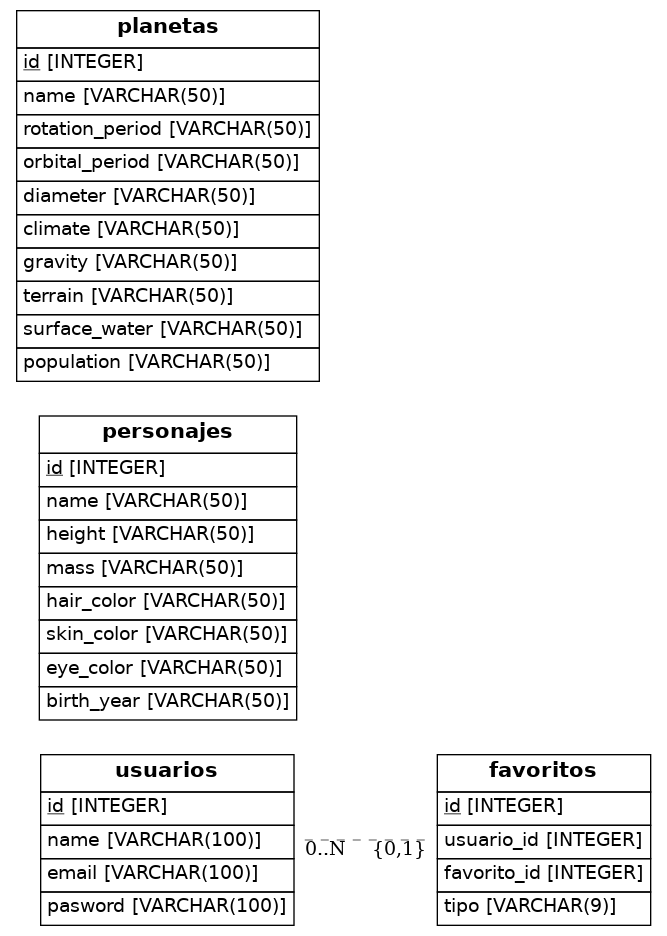 planetas
id [INTEGER]
name [VARCHAR(50)]
rotation_period [VARCHAR(50)]
orbital_period [VARCHAR(50)]
diameter [VARCHAR(50)]
climate [VARCHAR(50)]
gravity [VARCHAR(50)]
terrain [VARCHAR(50)]
surface_water [VARCHAR(50)]
population [VARCHAR(50)]
personajes
id [INTEGER]
name [VARCHAR(50)]
height [VARCHAR(50)]
mass [VARCHAR(50)]
hair_color [VARCHAR(50)]
skin_color [VARCHAR(50)]
eye_color [VARCHAR(50)]
birth_year [VARCHAR(50)]
usuarios
id [INTEGER]
name [VARCHAR(100)]
email [VARCHAR(100)]
pasword [VARCHAR(100)]
0..N {0,1}
favoritos
id [INTEGER]
usuario_id [INTEGER]
favorito_id [INTEGER]
tipo [VARCHAR(9)]